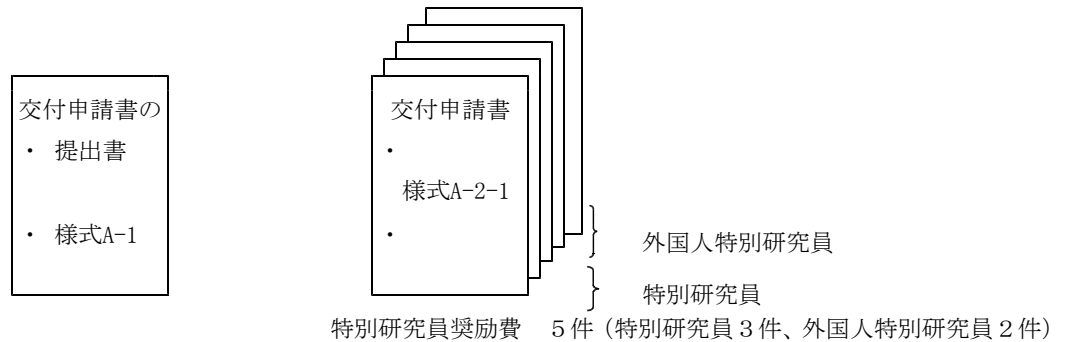 交付申請書の
・ 提出書
・ 様式A-1
交付申請書
・
様式A-2-1
・
外国人特別研究員
特別研究員
特別研究員奨励費　５件（特別研究員３件、外国人特別研究員２件）